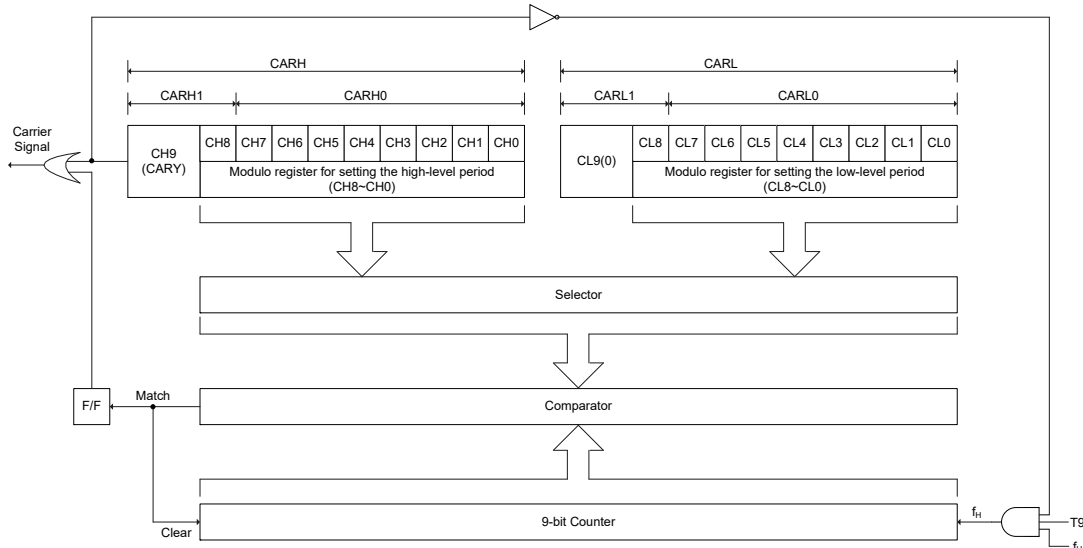 CARH
CARL
CARH1
CARH0
CARL1
CARL0
Carrier
Signal
CH9
(CARY)
CH8 CH7 CH6 CH5 CH4 CH3 CH2 CH1 CH0
Modulo register for setting the high-level period
(CH8~CH0)
CL9(0)
CL8 CL7 CL6 CL5 CL4 CL3 CL2 CL1 CL0
Modulo register for setting the low-level period
(CL8~CL0)
Selector
F/F
Match
Comparator
Clear
9-bit Counter
fH
T9